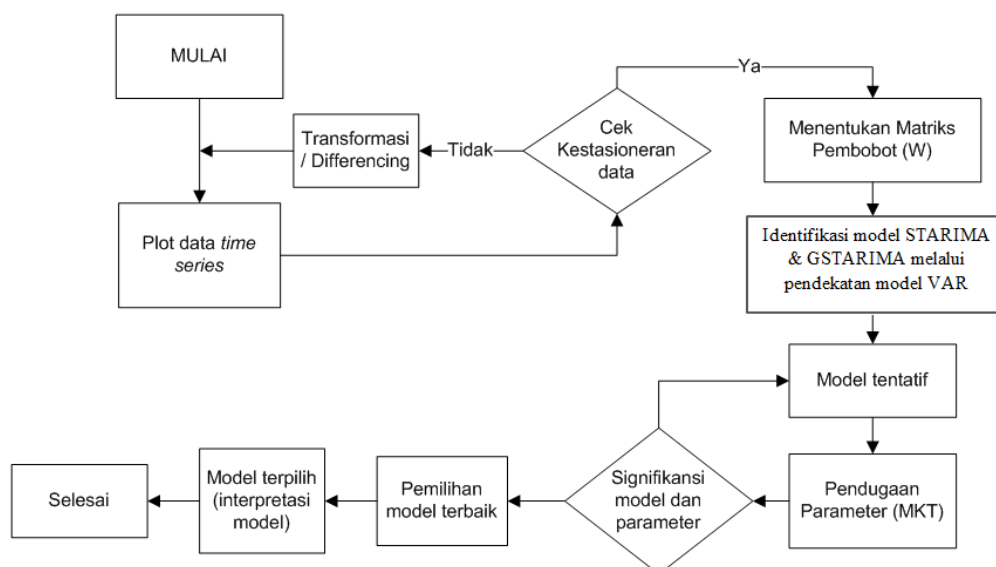 MULAI
Plot data time
series
Transformasi
/ Differencing
Tidak
Cek
Kestasioneran
data
Ya
Menentukan Matriks
Pembobot (W)
Identifikasi model STARIMA
& GSTARIMA melalui
pendekatan model VAR
Model tentatif
Pendugaan
Parameter (MKT)
Signifikansi
model dan
parameter
Pemilihan
model terbaik
Model terpilih
(interpretasi
model)
Selesai